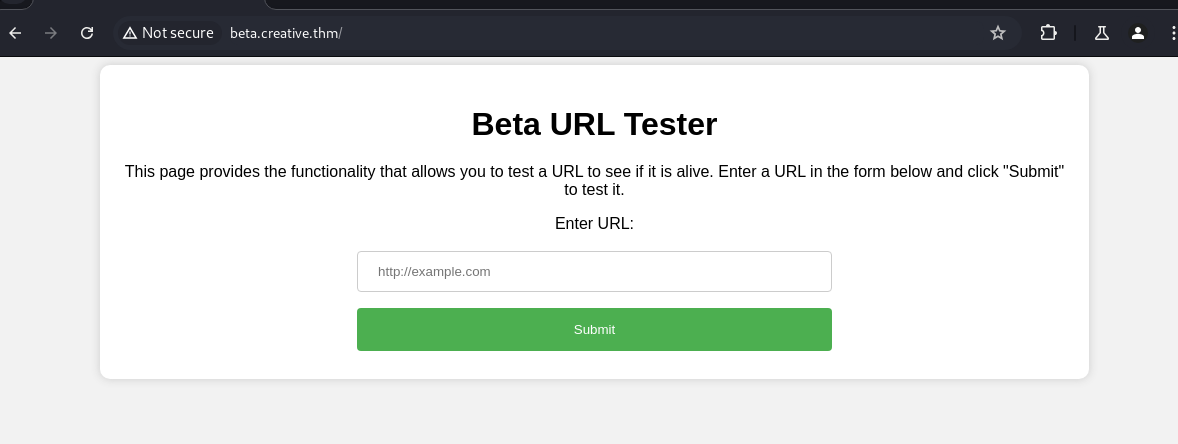 Not secure beta.creative.thm/
Beta URL Tester
This page provides the functionality that allows you to test a URL to see if it is alive. Enter a URL in the form below and click "Submit"
to test it.
Enter URL:
http://example.com
Submit